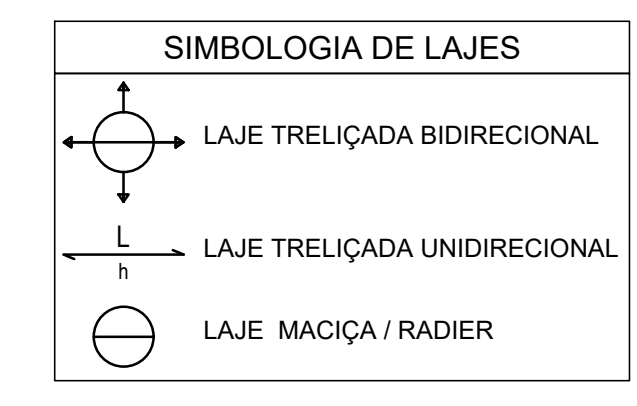 SIMBOLOGIA DE LAJES
LAJE TRELIÇADA BIDIRECIONAL
L
h
LAJE TRELIÇADA UNIDIRECIONAL
LAJE MACIÇA / RADIER